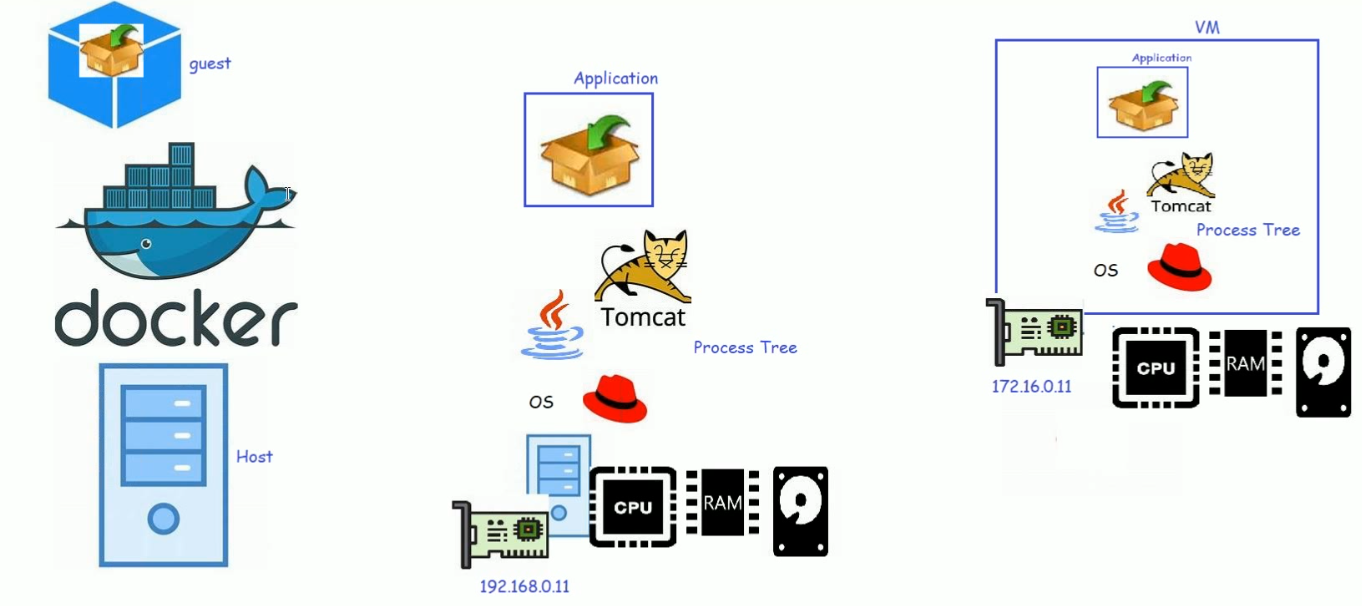 guest
docker
Host
Application
Tomcat
Process Tree
OS
CPU
RAM
192.168.0.11
VM
Application
Tomcat
Process Tree
OS
172.16.0.11
CPU
RAM